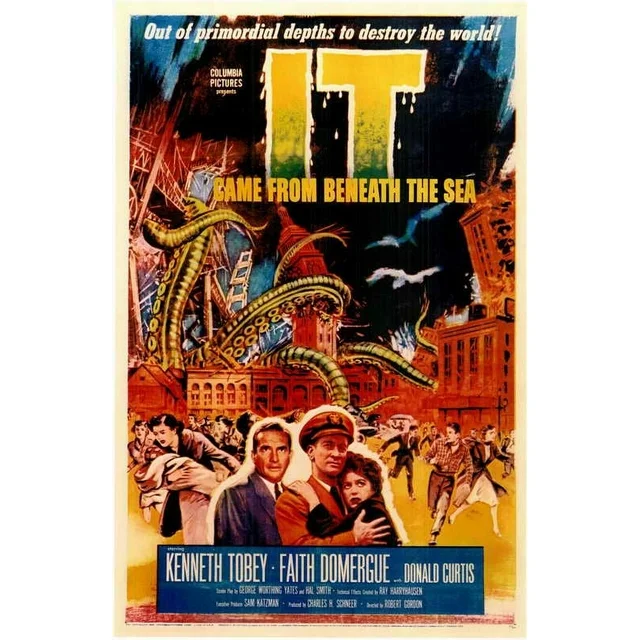 Out of primordial depths to destroy the world!
COLUMBIA
PICTURES
presents
IT
CAME FROM BENEATH THE SEA
starring
KENNETH TOBEY · FAITH DOMERGUE with DONALD CURTIS
Screen Play by GEORGE WORTHING YATES and HAL SMITH · Technical Effects Created by RAY HARRYHAUSEN
Executive Producer SAM KATZMAN · Produced by CHARLES H. SCHNEER · Directed by ROBERT GORDON